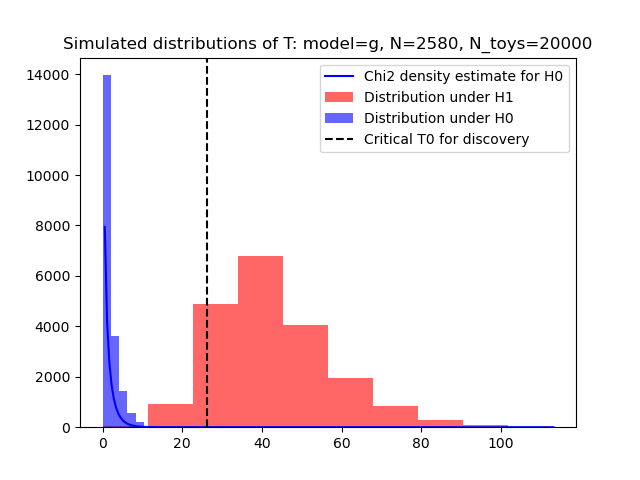 Simulated distributions of T: model=g, N=2580, N_toys=20000
14000
12000
10000
8000
6000
4000
2000
0
Chi2 density estimate for H0
Distribution under H1
Distribution under H0
Critical T0 for discovery
0 20 40 60 80 100